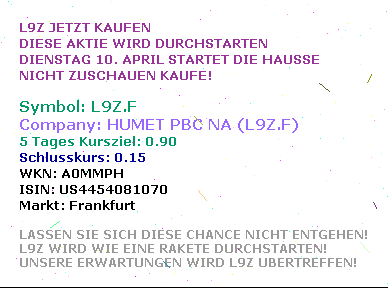 L9Z JETZT KAUFEN
DIESE AKTIE WIRD DURCHSTARTEN
DIENSTAG 10. APRIL STARTET DIE HAUSSE
NICHT ZUSCHAUEN KAUFE!
Symbol: L9Z.F
Company: HUMET PBC NA (L9Z.F)
5 Tages Kursziel: 0.90
Schlusskurs: 0.15
WKN: A0MMPH
ISIN: US4454081070
Markt: Frankfurt
LASSEN SIE SICH DIESE CHANCE NICHT ENTGEHEN!
L9Z WIRD WIE EINE RAKETE DURCHSTARTEN!
UNSERE ERWARTUNGEN WIRD L9Z UBERTREFFEN!